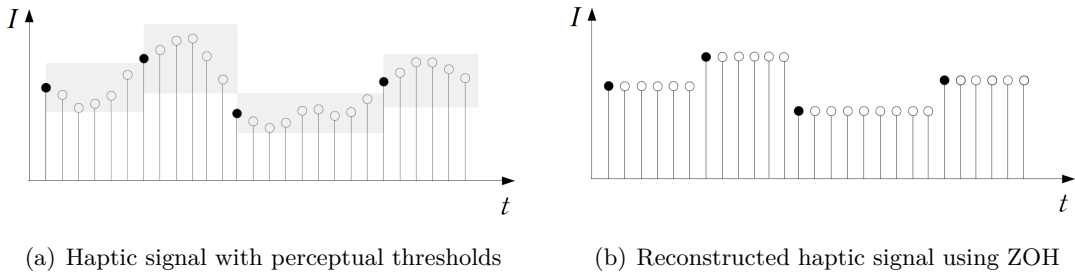 I
t
(a) Haptic signal with perceptual thresholds
I
t
(b) Reconstructed haptic signal using ZOH